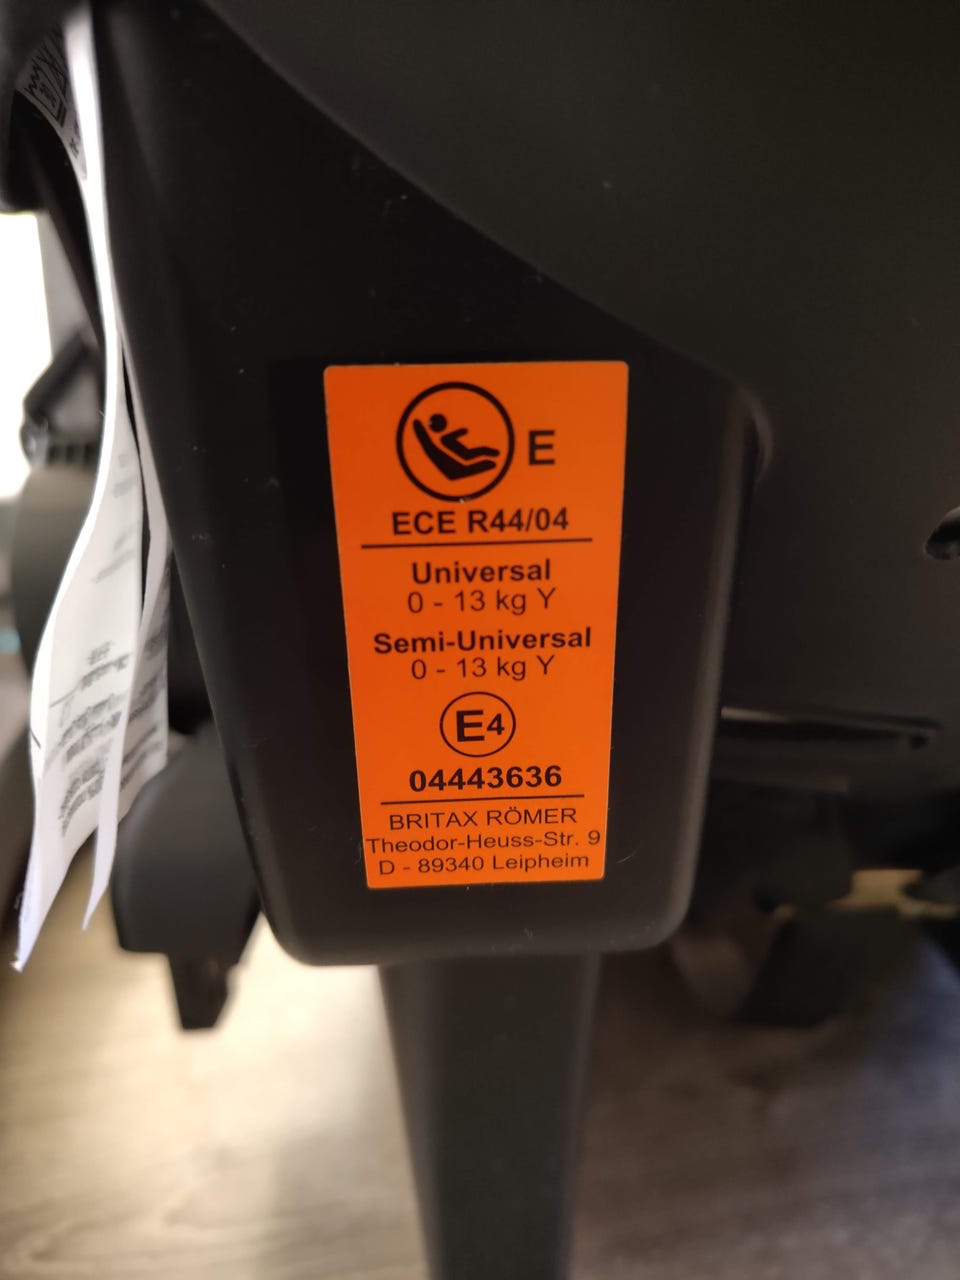 E
ECE R44/04
Universal
0 - 13 kg Y
Semi-Universal
0 - 13 kg Y
E4
04443636
BRITAX RÖMER
Theodor-Heuss-Str. 9
D - 89340 Leipheim